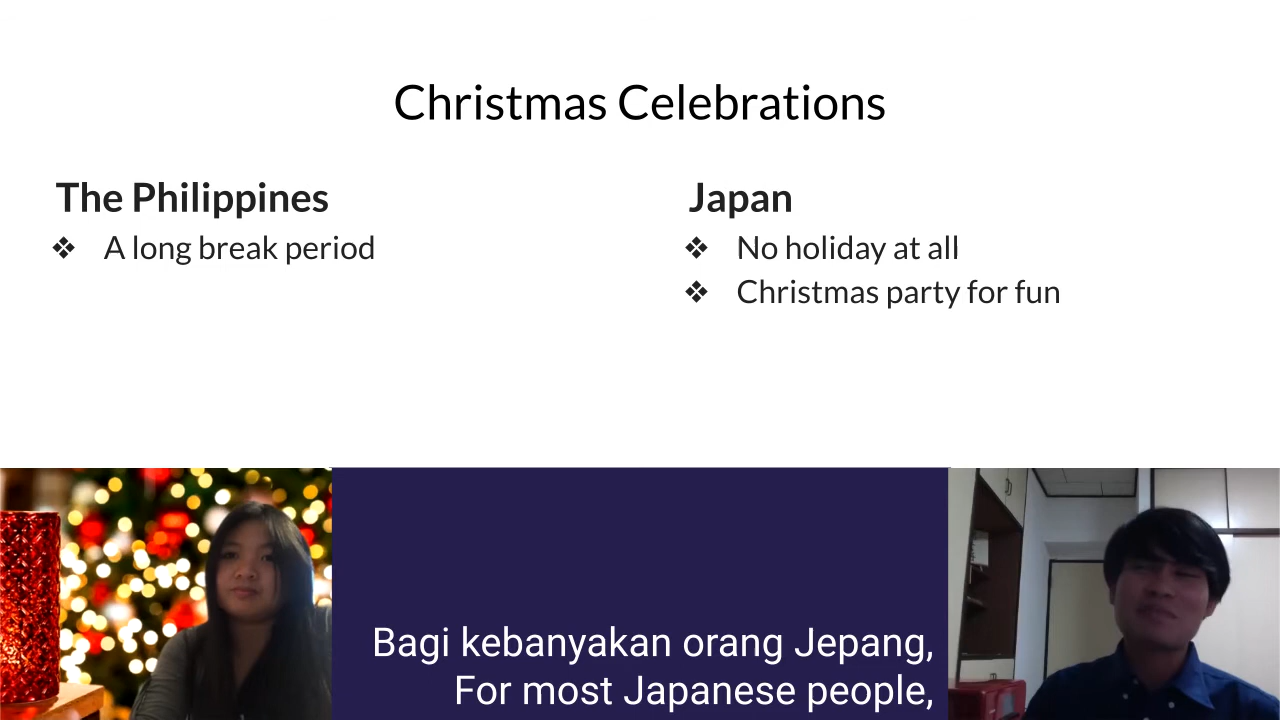 Christmas Celebrations
The Philippines
❖ A long break period
Japan
❖ No holiday at all
❖ Christmas party for fun
Bagi kebanyakan orang Jepang,
For most Japanese people,